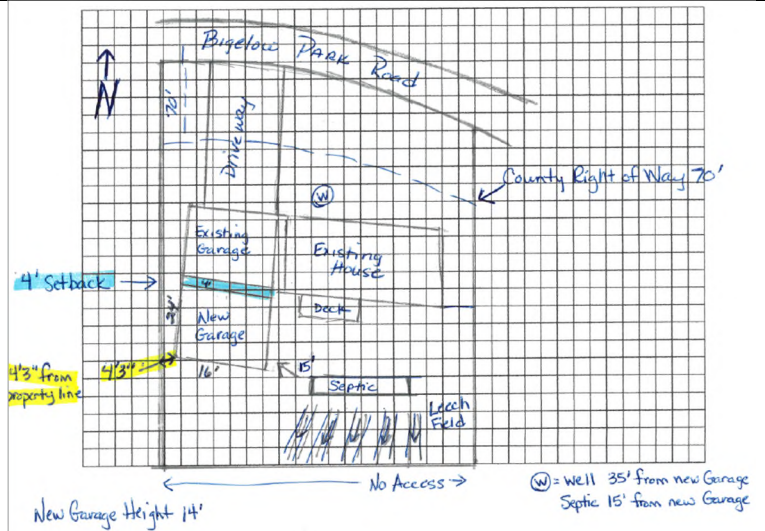 Bigelow Park Road
N
70'
Driveway
County Right of Way 70'
W
Existing
Garage
Existing
House
4' Setback
4'
Deck
24'
New
Garage
4'3" from
property line
4'3"
16'
15'
Septic
Leech
Field
No Access
W = Well 35' from new Garage
Septic 15' from new Garage
New Garage Height 14'